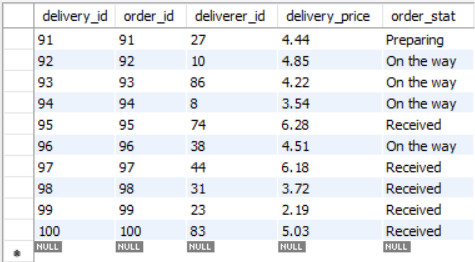 delivery_id order_id deliverer_id delivery_price order_stat
91 91 27 4.44 Preparing
92 92 10 4.85 On the way
93 93 86 4.22 On the way
94 94 8 3.54 On the way
95 95 74 6.28 Received
96 96 38 4.51 On the way
97 97 44 6.18 Received
98 98 31 3.72 Received
99 99 23 2.19 Received
100 100 83 5.03 Received
NULL NULL NULL NULL NULL